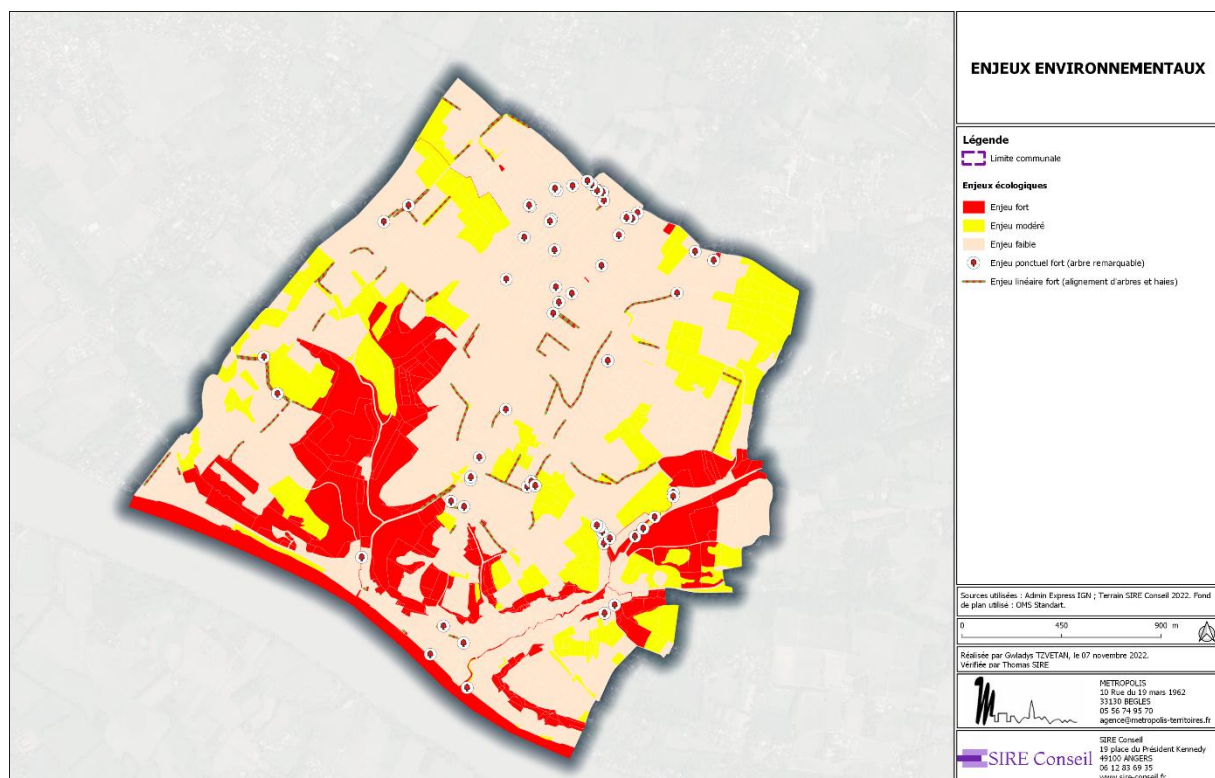 ENJEUX ENVIRONNEMENTAUX
Légende
Limite communale
Enjeux écologiques
Enjeu fort
Enjeu modéré
Enjeu faible
Enjeu ponctuel fort (arbre remarquable)
Enjeu linéaire fort (alignement d'arbres et haies)
Sources utilisées : Admin Express IGN ; Terrain SIRE Conseil 2022. Fond
de plan utilisé : OMS Standart.
0 450 900 m
Réalisée par Gwladys TZVETAN, le 07 novembre 2022.
Vérifiée par Thomas SIRE
METROPOLIS
10 Rue du 19 mars 1962
33130 BEGLES
05 56 74 95 70
agence@metropolis-territoires.fr
SIRE Conseil
SIRE Conseil
19 place du Président Kennedy
49100 ANGERS
06 12 83 69 35
www.sire-conseil.fr